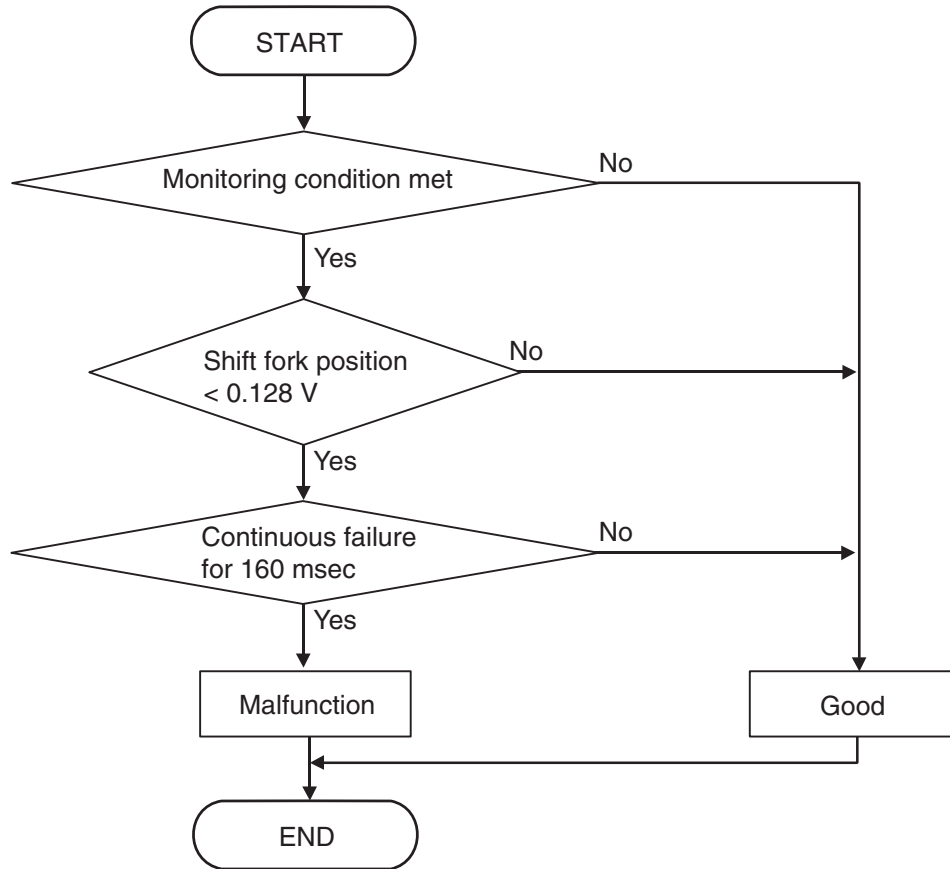 START
Monitoring condition met
No
Yes
Shift fork position
< 0.128 V
No
Yes
Continuous failure
for 160 msec
No
Yes
Malfunction
Good
END